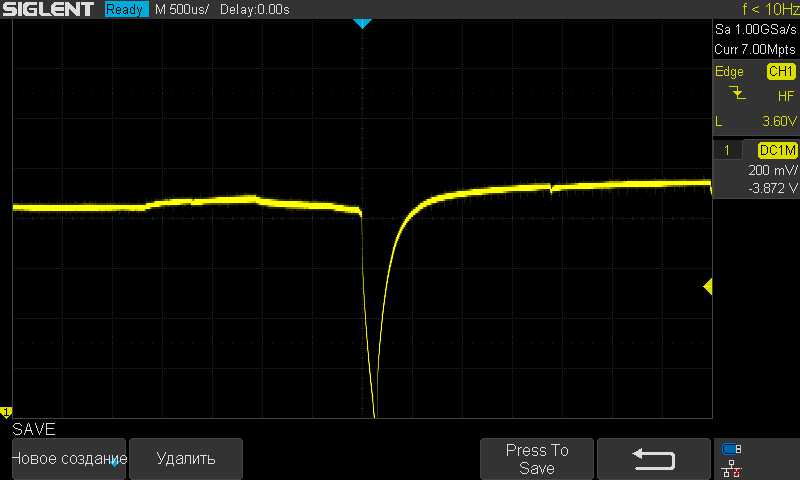 SIGLENT Ready M 500us/ Delay:0.00s f < 10Hz
Sa 1.00GSa/s
Curr 7.00Mpts
Edge CH1
HF
L 3.60V
1 DC1M
200 mV/
-3.872 V
1
SAVE
Новое создание Удалить Press To Save